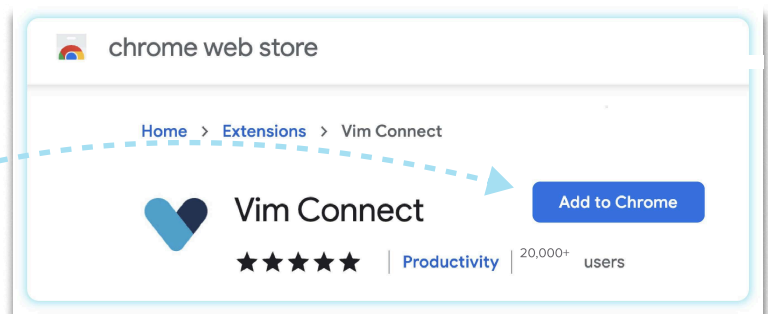 chrome web store
Home > Extensions > Vim Connect
Vim Connect
Add to Chrome
Productivity
20,000+ users